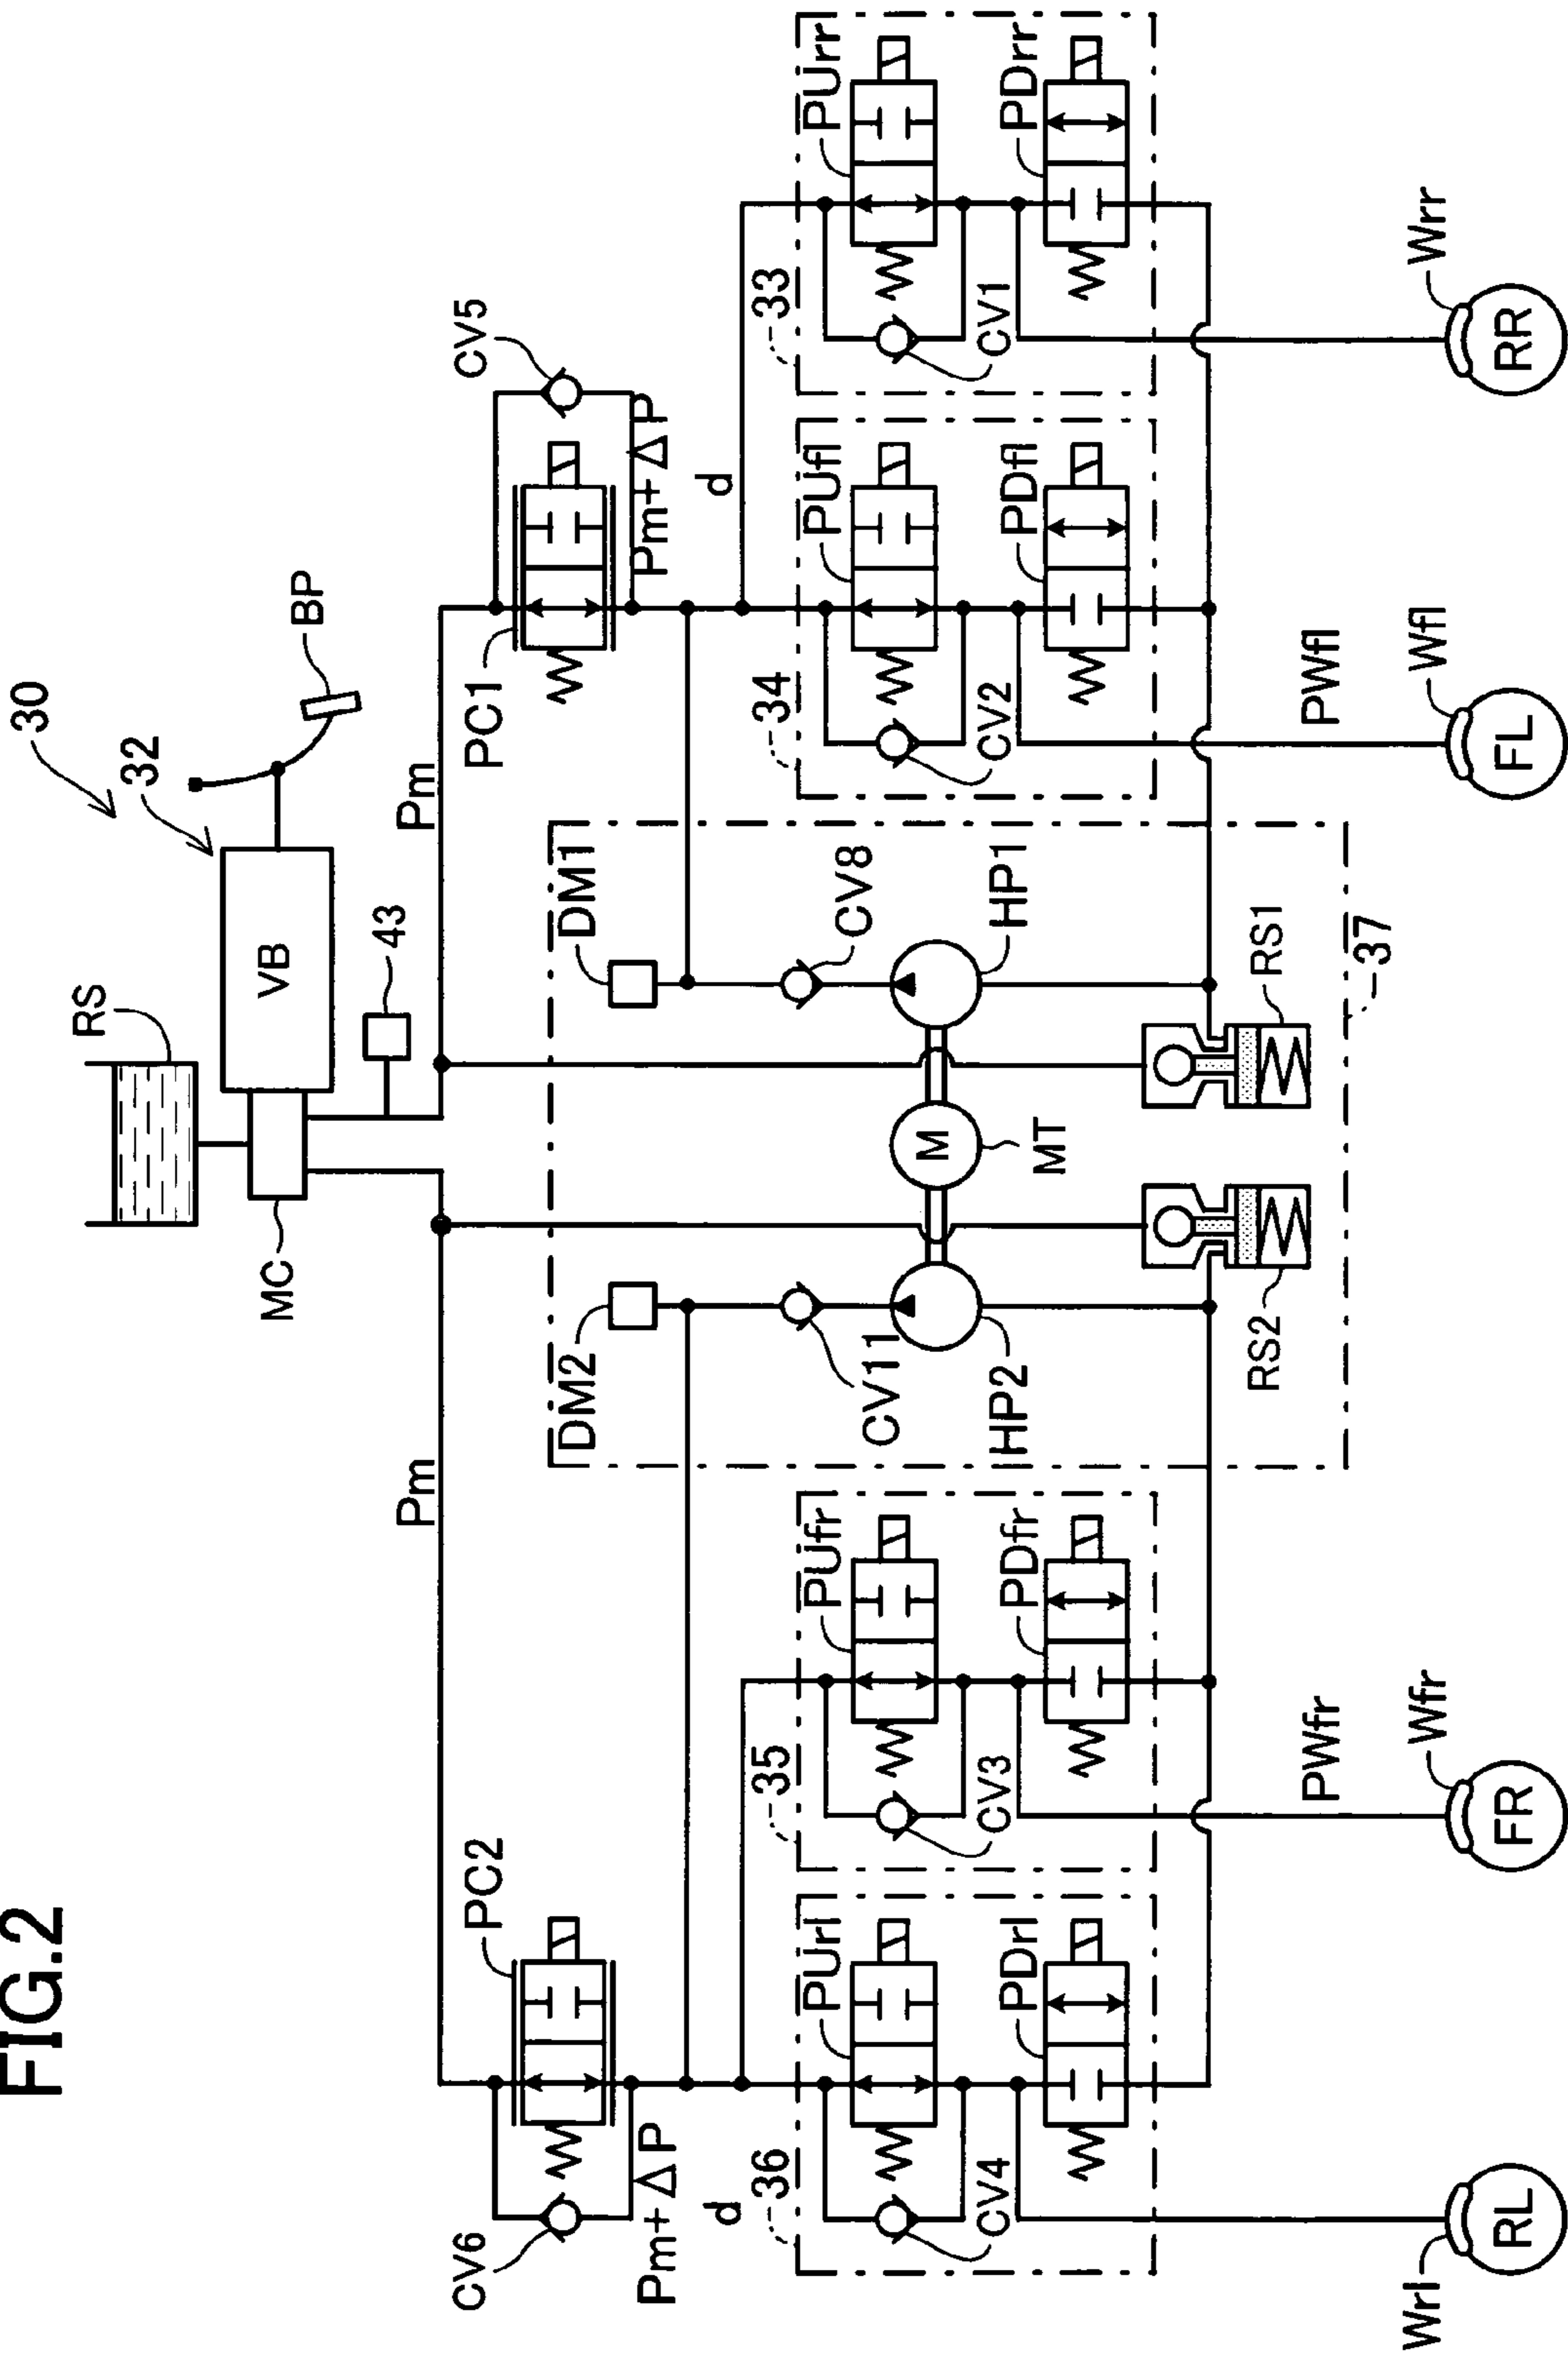 FIG.2
30
32
BP
RS
VB
43
MC
Pm
Pm
CV5
PC1
Pm+ΔP
d
PC2
CV6
Pm+ΔP
d
DM1
DM2
CV8
CV11
HP1
HP2
M
MT
RS1
RS2
37
33
PUrr
PDrr
CV1
34
PUfl
PDfl
CV2
35
PUfr
PDfr
CV3
36
PUrl
PDrl
CV4
PWfl
PWfr
Wrr
RR
Wfl
FL
Wfr
FR
Wrl
RL